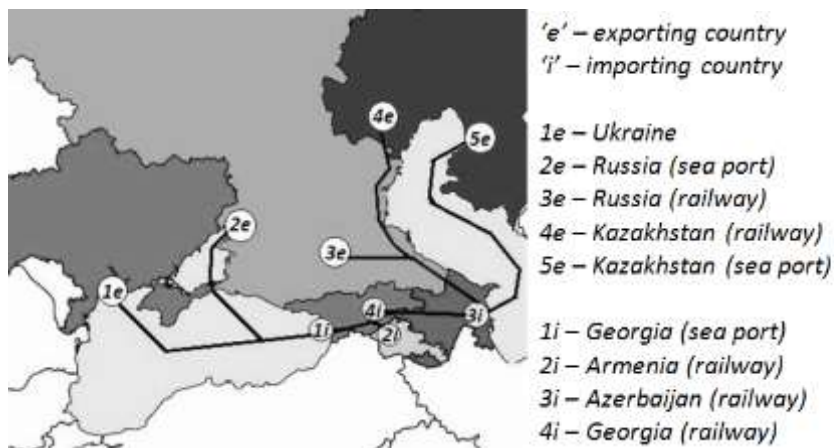 'e' – exporting country
'i' – importing country
1e – Ukraine
2e – Russia (sea port)
3e – Russia (railway)
4e – Kazakhstan (railway)
5e – Kazakhstan (sea port)
1i – Georgia (sea port)
2i – Armenia (railway)
3i – Azerbaijan (railway)
4i – Georgia (railway)
4e
5e
2e
3e
1e
4i
3i
1i
2i